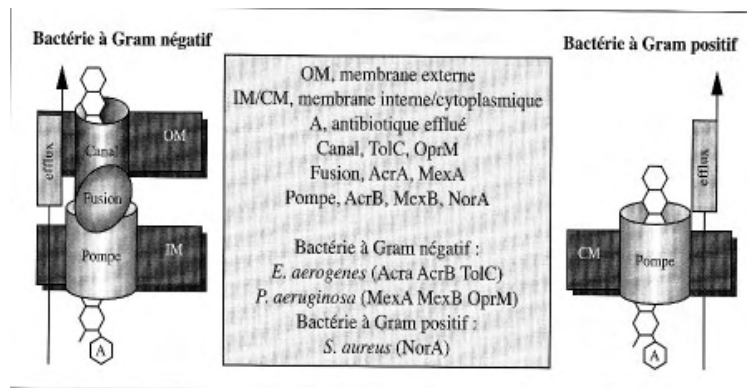 Bactérie à Gram négatif
efflux
OM
Canal
Fusion
Pompe
IM
A
OM, membrane externe
IM/CM, membrane interne/cytoplasmique
A, antibiotique efflué
Canal, TolC, OprM
Fusion, AcrA, MexA
Pompe, AcrB, MexB, NorA
Bactérie à Gram négatif :
E. aerogenes (Acra AcrB TolC)
P. aeruginosa (MexA MexB OprM)
Bactérie à Gram positif :
S. aureus (NorA)
Bactérie à Gram positif
efflux
CM
Pompe
A